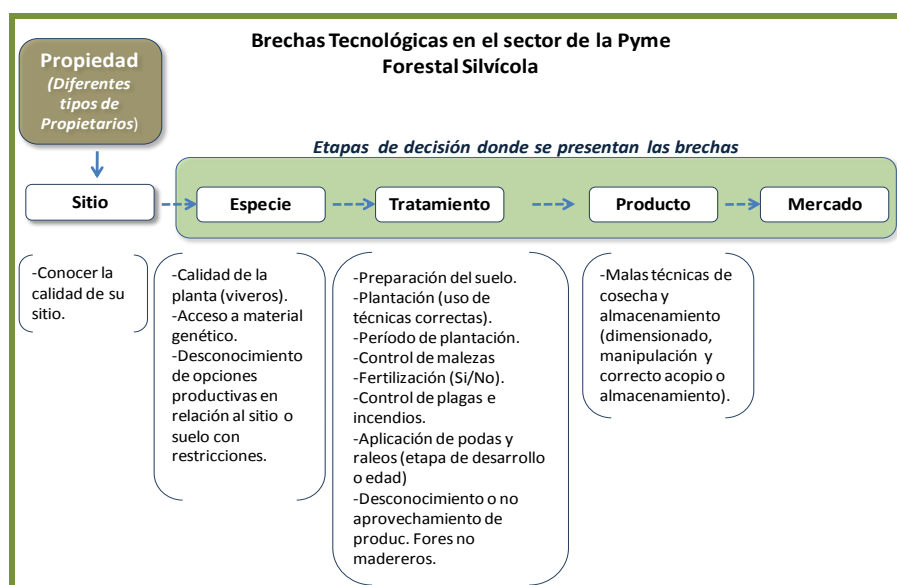 Brechas Tecnológicas en el sector de la Pyme
Forestal Silvícola
Propiedad
(Diferentes
tipos de
Propietarios)
Etapas de decisión donde se presentan las brechas
Sitio
Especie
Tratamiento
Producto
Mercado
-Conocer la
calidad de su
sitio.
-Calidad de la
planta (viveros).
-Acceso a material
genético.
-Desconocimiento
de opciones
productivas en
relación al sitio o
suelo con
restricciones.
-Preparación del suelo.
-Plantación (uso de
técnicas correctas).
-Período de plantación.
-Control de malezas
-Fertilización (Si/No).
-Control de plagas e
incendios.
-Aplicación de podas y
raleos (etapa de desarrollo
o edad)
-Desconocimiento o no
aprovechamiento de
produc. Fores no
madereros.
-Malas técnicas de
cosecha y
almacenamiento
(dimensionado,
manipulación y
correcto acopio o
almacenamiento).